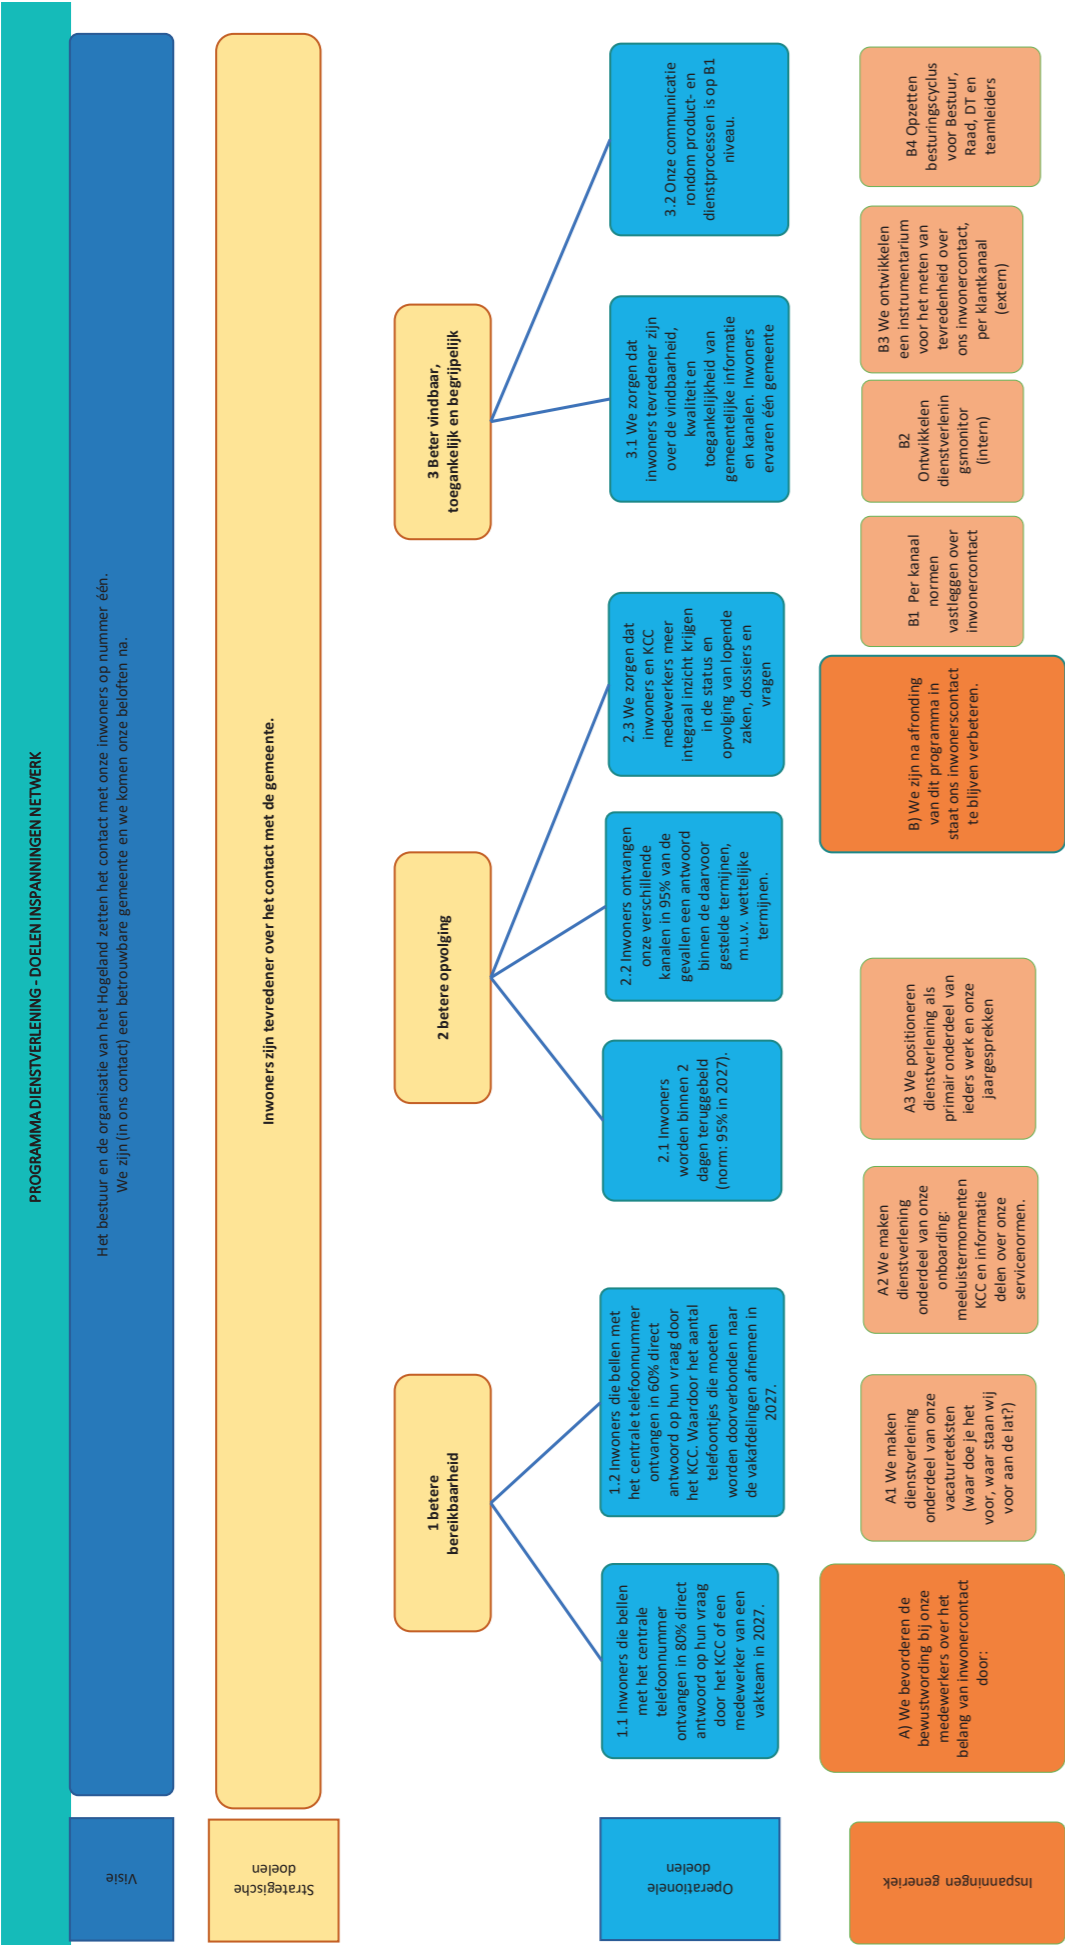 PROGRAMMA DIENSTVERLENING - DOELEN INSPANNINGEN NETWERK
Visie
Het bestuur en de organisatie van het Hogeland zetten het contact met onze inwoners op nummer één.
We zijn (in ons contact) een betrouwbare gemeente en we komen onze beloften na.
Strategische
doelen
Inwoners zijn tevredener over het contact met de gemeente.
1 betere
bereikbaarheid
2 betere opvolging
3 Beter vindbaar,
toegankelijk en begrijpelijk
Operationele
doelen
1.1 Inwoners die bellen
met het centrale
telefoonnummer
ontvangen in 80% direct
antwoord op hun vraag
door het KCC of een
medewerker van een
vakteam in 2027.
1.2 Inwoners die bellen met
het centrale telefoonnummer
ontvangen in 60% direct
antwoord op hun vraag door
het KCC. Waardoor het aantal
telefoontjes die moeten
worden doorverbonden naar
de vakafdelingen afnemen in
2027.
2.1 Inwoners
worden binnen 2
dagen teruggebeld
(norm: 95% in 2027).
2.2 Inwoners ontvangen
onze verschillende
kanalen in 95% van de
gevallen een antwoord
binnen de daarvoor
gestelde termijnen,
m.u.v. wettelijke
termijnen.
2.3 We zorgen dat
inwoners en KCC
medewerkers meer
integraal inzicht krijgen
in de status en
opvolging van lopende
zaken, dossiers en
vragen
3.1 We zorgen dat
inwoners tevredener zijn
over de vindbaarheid,
kwaliteit en
toegankelijkheid van
gemeentelijke informatie
en kanalen. Inwoners
ervaren één gemeente
3.2 Onze communicatie
rondom product- en
dienstprocessen is op B1
niveau.
Inspanningen generiek
A) We bevorderen de
bewustwording bij onze
medewerkers over het
belang van inwonercontact
door:
A1 We maken
dienstverlening
onderdeel van onze
vacatureteksten
(waar doe je het
voor, waar staan wij
voor aan de lat?)
A2 We maken
dienstverlening
onderdeel van onze
onboarding:
meeluistermomenten
KCC en informatie
delen over onze
servicenormen.
A3 We positioneren
dienstverlening als
primair onderdeel van
ieders werk en onze
jaargesprekken
B) We zijn na afronding
van dit programma in
staat ons inwonerscontact
te blijven verbeteren.
B1 Per kanaal
normen
vastleggen over
inwonercontact
B2
Ontwikkelen
dienstverlenin
gsmonitor
(intern)
B3 We ontwikkelen
een instrumentarium
voor het meten van
tevredenheid over
ons inwonercontact,
per klantkanaal
(extern)
B4 Opzetten
besturingscyclus
voor Bestuur,
Raad, DT en
teamleiders